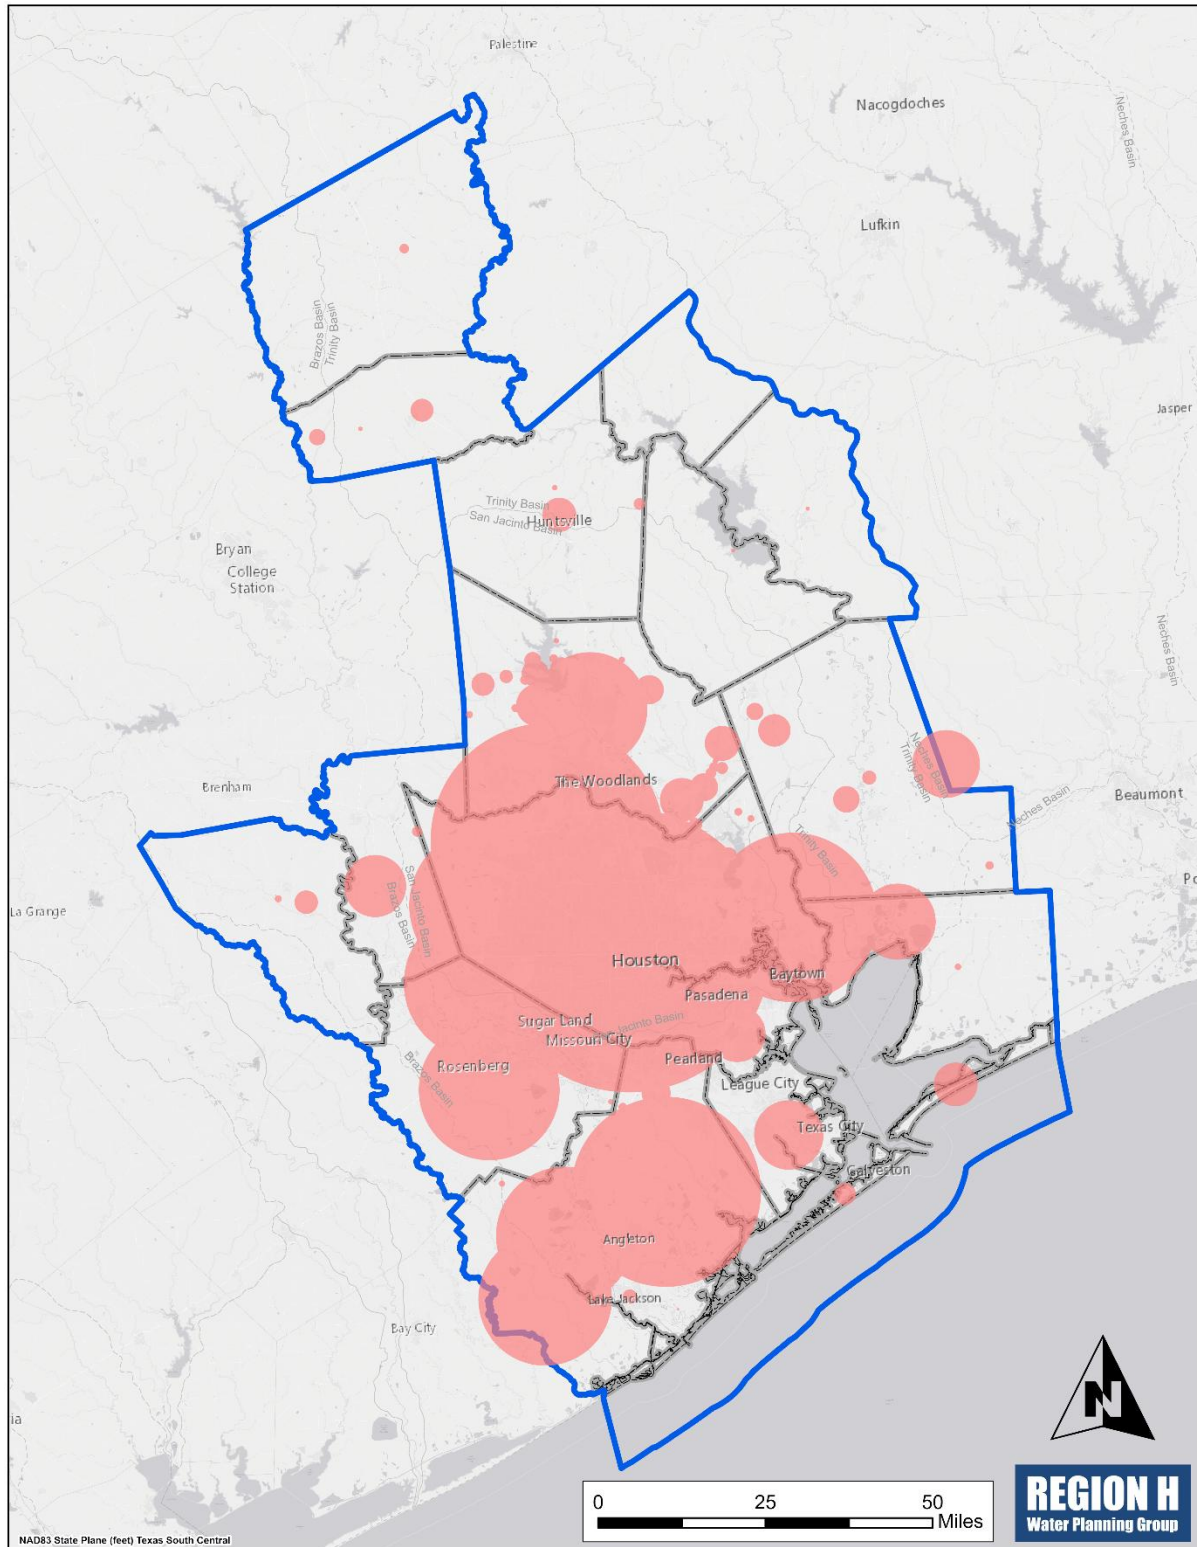 Palestine
Nacogdoches
Neches Basin
Lufkin
Brazos Basin
Trinity Basin
Jasper
Trinity Basin
Huntsville
San Jacinto Basin
Bryan
College
Station
Neches Basin
The Woodlands
Neches Basin
Trinity Basin
Brenham
Beaumont
Neches Basin
Trinity Basin
Po
La Grange
San Jacinto Basin
Brazos Basin
Houston
Baytown
Pasadena
Sugar Land
San Jacinto Basin
Missouri City
Pearland
Rosenberg
Brazos Basin
League City
Texas City
Galveston
Angleton
Lake Jackson
Bay City
ia
N
0 25 50
Miles
REGION H
Water Planning Group
NAD83 State Plane (feet) Texas South Central